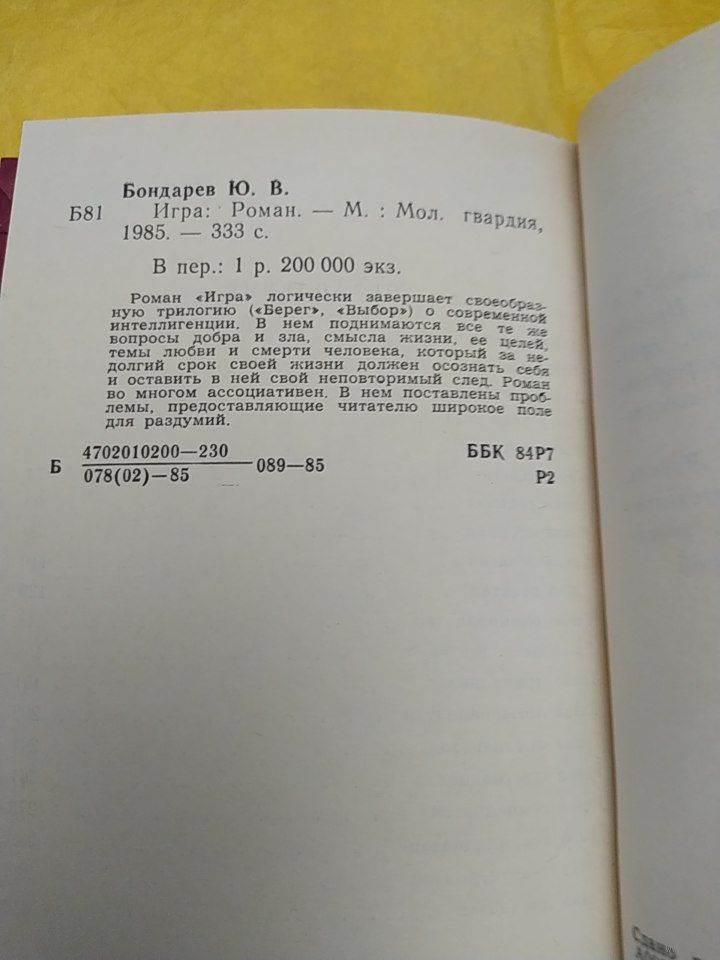 Бондарев Ю. В.
Б81 Игра: Роман. — М. : Мол. гвардия,
1985. — 333 с.
В пер.: 1 р. 200 000 экз.
Роман «Игра» логически завершает своеобраз-
ную трилогию («Берег», «Выбор») о современной
интеллигенции. В нем поднимаются все те же
вопросы добра и зла, смысла жизни, ее целей,
темы любви и смерти человека, который за не-
долгий срок своей жизни должен осознать себя
и оставить в ней свой неповторимый след. Роман
во многом ассоциативен. В нем поставлены проб-
лемы, предоставляющие читателю широкое поле
для раздумий.
4702010200—230
Б 089—85
078(02)—85
ББК 84Р7
Р2